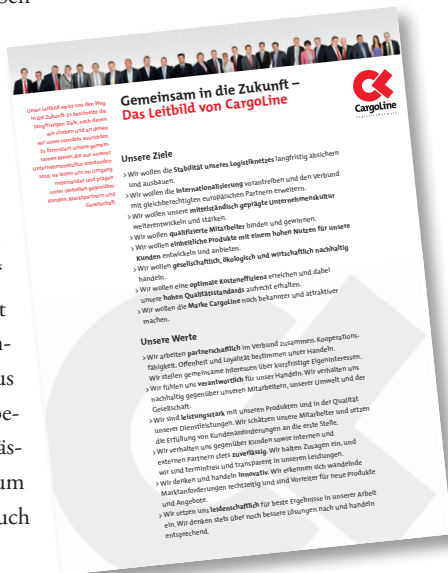 Unser Leitbild weist uns den Weg
in die Zukunft. Es beschreibt die
langfristigen Ziele, nach denen
wir streben und an denen
wir unser Handeln ausrichten.
Es formuliert unsere gemein-
samen Werte, die aus unserer
Unternehmenskultur entstanden
sind; sie leiten uns im Umgang
miteinander und prägen
unser Verhalten gegenüber
Kunden, Marktpartnern und
Gesellschaft.
Gemeinsam in die Zukunft –
Das Leitbild von CargoLine
CargoLine
Unsere Ziele
> Wir wollen die Stabilität unseres Logistiknetzes langfristig absichern
und ausbauen.
> Wir wollen die Internationalisierung vorantreiben und den Verbund
mit gleichberechtigten europäischen Partnern erweitern.
> Wir wollen unsere mittelständisch geprägte Unternehmenskultur
weiterentwickeln und stärken.
> Wir wollen qualifizierte Mitarbeiter binden und gewinnen.
> Wir wollen einheitliche Produkte mit einem hohen Nutzen für unsere
Kunden entwickeln und anbieten.
> Wir wollen gesellschaftlich, ökologisch und wirtschaftlich nachhaltig
handeln.
> Wir wollen eine optimale Kosteneffizienz erreichen und dabei
unsere hohen Qualitätsstandards aufrecht erhalten.
> Wir wollen die Marke CargoLine noch bekannter und attraktiver
machen.
Unsere Werte
> Wir arbeiten partnerschaftlich im Verbund zusammen. Kooperations-
fähigkeit, Offenheit und Loyalität bestimmen unser Handeln.
Wir stellen gemeinsame Interessen über kurzfristige Eigeninteressen.
> Wir fühlen uns verantwortlich für unser Handeln. Wir verhalten uns
nachhaltig gegenüber unseren Mitarbeitern, unserer Umwelt und der
Gesellschaft.
> Wir sind leistungsstark mit unseren Produkten und in der Qualität
unserer Dienstleistungen. Wir schätzen unsere Mitarbeiter und setzen
die Erfüllung von Kundenanforderungen an die erste Stelle.
> Wir verhalten uns gegenüber Kunden sowie internen und
externen Partnern stets zuverlässig. Wir halten Zusagen ein, und
wir sind termintreu und transparent in unseren Leistungen.
> Wir denken und handeln innovativ. Wir erkennen sich wandelnde
Marktanforderungen rechtzeitig und sind Vorreiter für neue Produkte
und Angebote.
> Wir setzen uns leidenschaftlich für beste Ergebnisse in unserer Arbeit
ein. Wir denken stets über noch bessere Lösungen nach und handeln
entsprechend.
t
n-
us
be-
äs-
um
uch